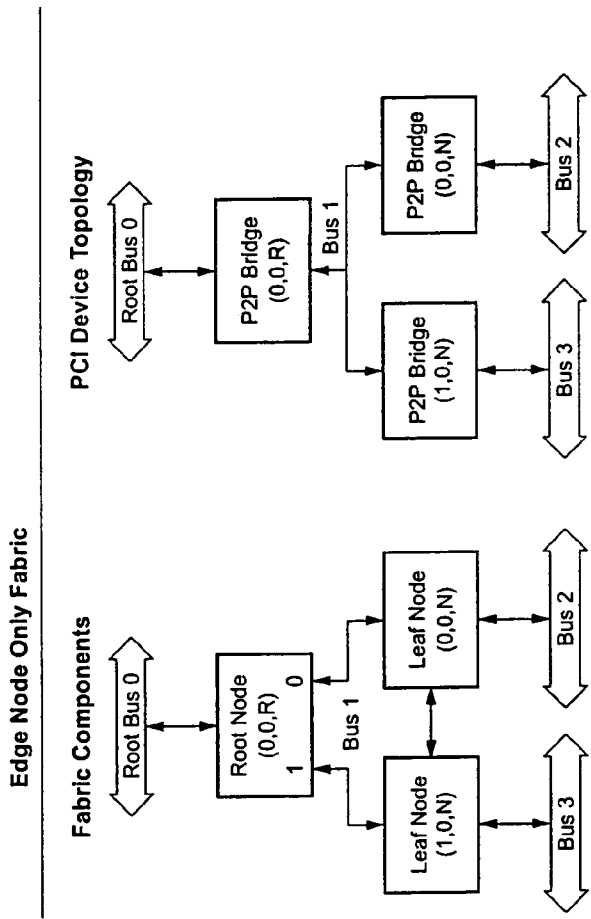 Edge Node Only Fabric
Fabric Components
Root Bus 0
Root Node
(0,0,R)
1
0
Bus 1
Leaf Node
(1,0,N)
Leaf Node
(0,0,N)
Bus 3
Bus 2
PCI Device Topology
Root Bus 0
P2P Bridge
(0,0,R)
Bus 1
P2P Bridge
(1,0,N)
P2P Bridge
(0,0,N)
Bus 3
Bus 2